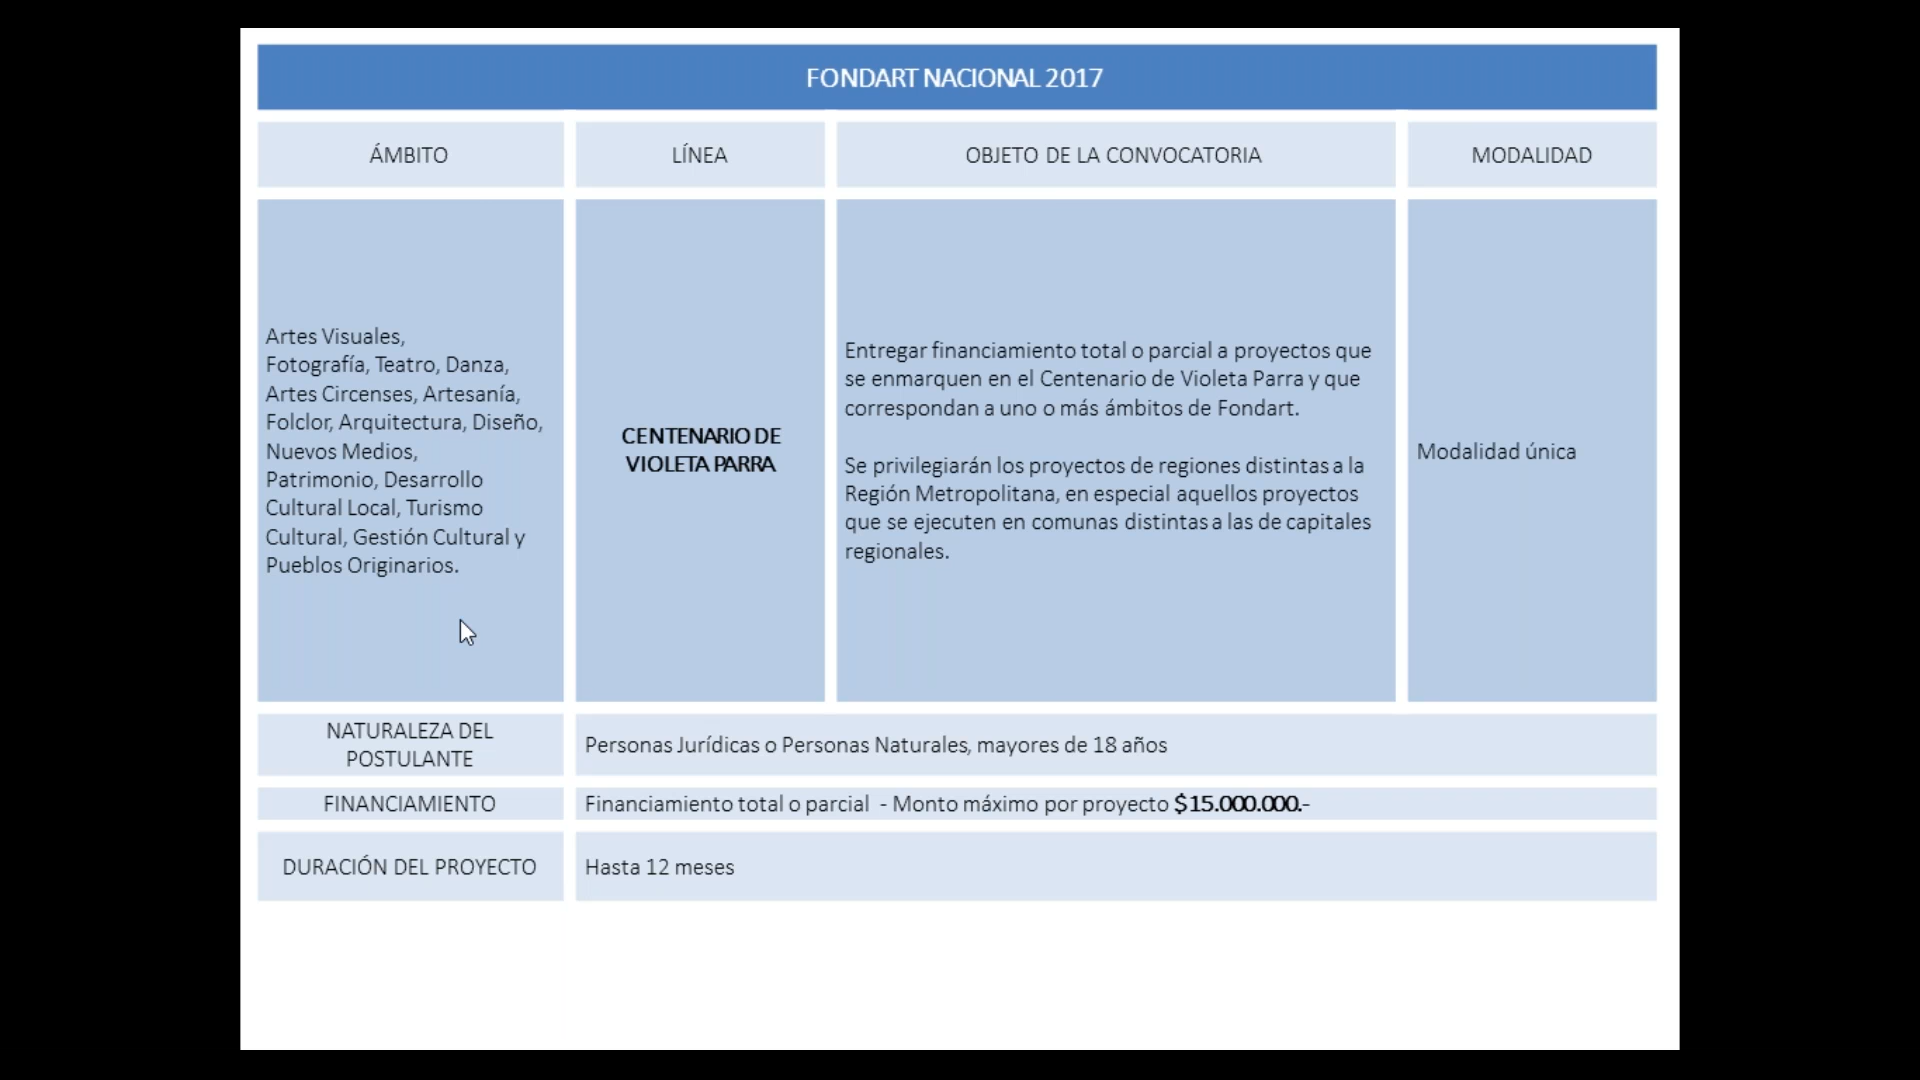 FONDART NACIONAL 2017
ÁMBITO
LÍNEA
OBJETO DE LA CONVOCATORIA
MODALIDAD
Artes Visuales,
Fotografía, Teatro, Danza,
Artes Circenses, Artesanía,
Folclor, Arquitectura, Diseño,
Nuevos Medios,
Patrimonio, Desarrollo
Cultural Local, Turismo
Cultural, Gestión Cultural y
Pueblos Originarios.
CENTENARIO DE
VIOLETA PARRA
Entregar financiamiento total o parcial a proyectos que
se enmarquen en el Centenario de Violeta Parra y que
correspondan a uno o más ámbitos de Fondart.
Se privilegiarán los proyectos de regiones distintas a la
Región Metropolitana, en especial aquellos proyectos
que se ejecuten en comunas distintas a las de capitales
regionales.
Modalidad única
NATURALEZA DEL
POSTULANTE
Personas Jurídicas o Personas Naturales, mayores de 18 años
FINANCIAMIENTO
Financiamiento total o parcial - Monto máximo por proyecto $15.000.000.-
DURACIÓN DEL PROYECTO
Hasta 12 meses